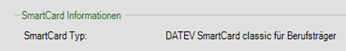 SmartCard Informationen
SmartCard Typ: DATEV SmartCard classic für Berufsträger